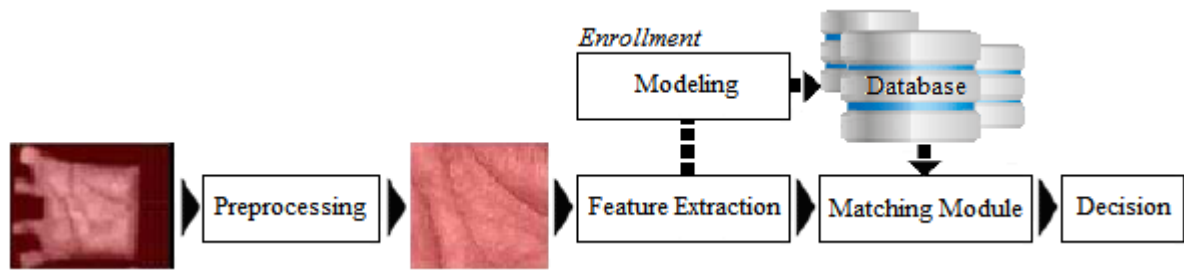 Enrollment
Modeling
Database
Preprocessing
Feature Extraction
Matching Module
Decision